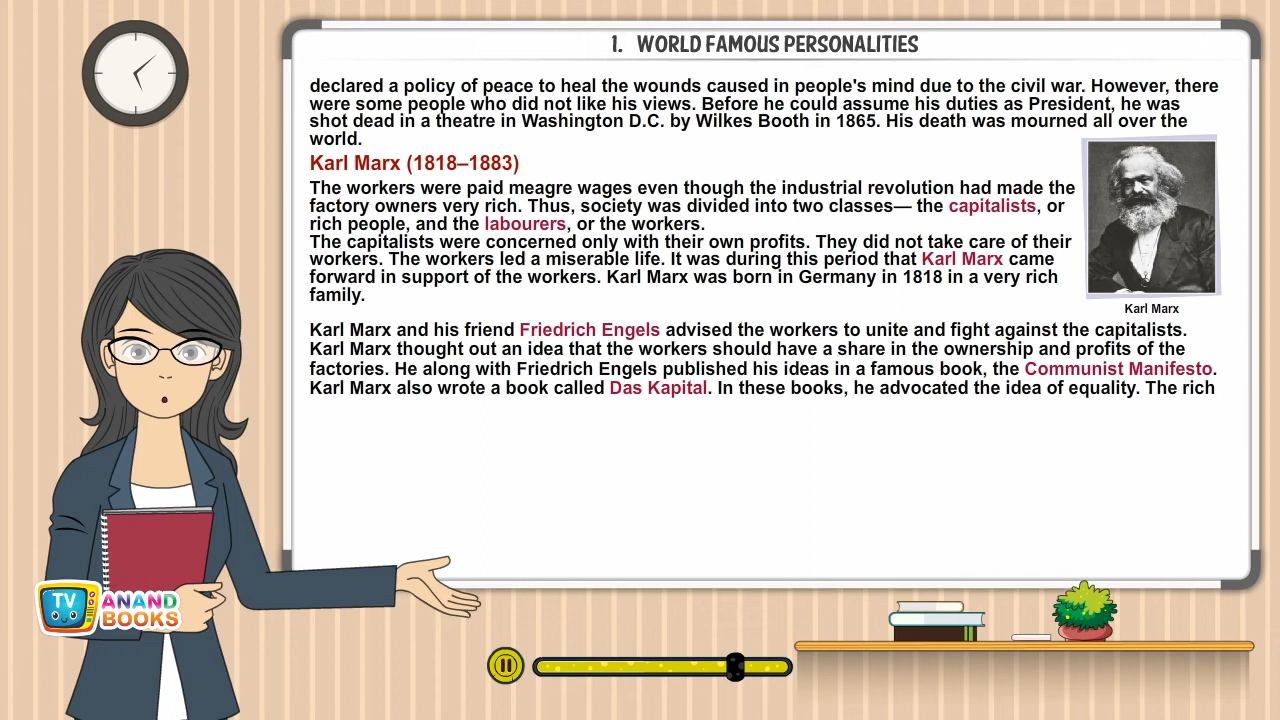 1. WORLD FAMOUS PERSONALITIES
declared a policy of peace to heal the wounds caused in people's mind due to the civil war. However, there
were some people who did not like his views. Before he could assume his duties as President, he was
shot dead in a theatre in Washington D.C. by Wilkes Booth in 1865. His death was mourned all over the
world.
Karl Marx (1818–1883)
The workers were paid meagre wages even though the industrial revolution had made the
factory owners very rich. Thus, society was divided into two classes— the capitalists, or
rich people, and the labourers, or the workers.
The capitalists were concerned only with their own profits. They did not take care of their
workers. The workers led a miserable life. It was during this period that Karl Marx came
forward in support of the workers. Karl Marx was born in Germany in 1818 in a very rich
family.
Karl Marx
Karl Marx and his friend Friedrich Engels advised the workers to unite and fight against the capitalists.
Karl Marx thought out an idea that the workers should have a share in the ownership and profits of the
factories. He along with Friedrich Engels published his ideas in a famous book, the Communist Manifesto.
Karl Marx also wrote a book called Das Kapital. In these books, he advocated the idea of equality. The rich
TV
ANAND
BOOKS